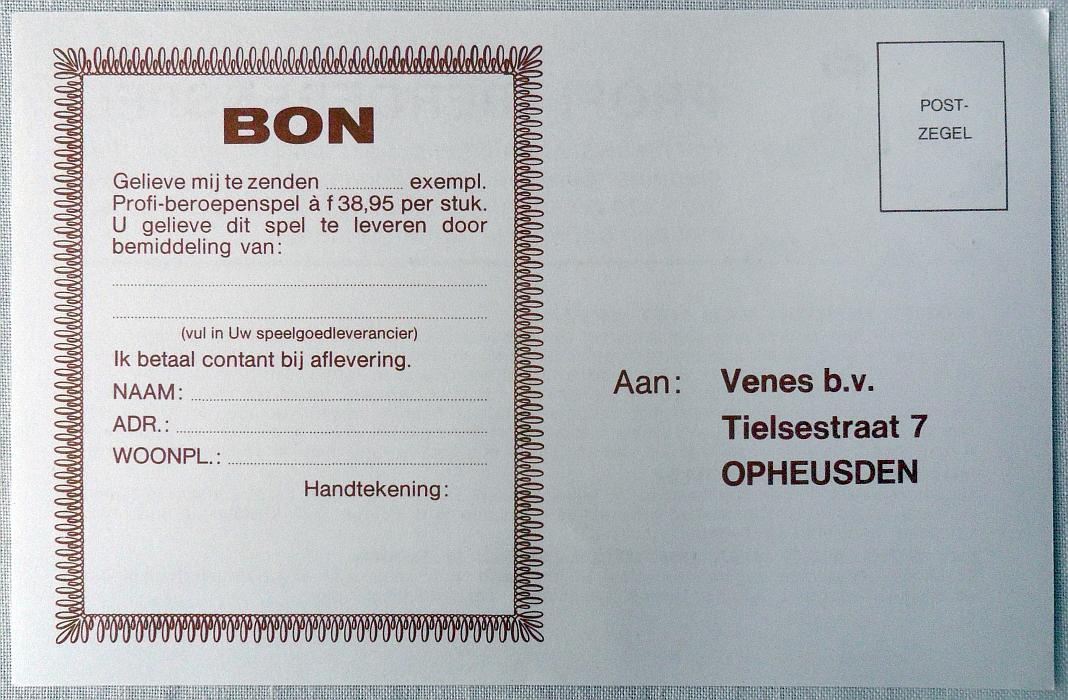 BON
Gelieve mij te zenden .................... exempl.
Profi-beroepenspel à f 38,95 per stuk.
U gelieve dit spel te leveren door
bemiddeling van:
(vul in Uw speelgoedleverancier)
Ik betaal contant bij aflevering.
NAAM:
ADR.:
WOONPL.:
Handtekening:
POST-
ZEGEL
Aan: Venes b.v.
Tielsestraat 7
OPHEUSDEN